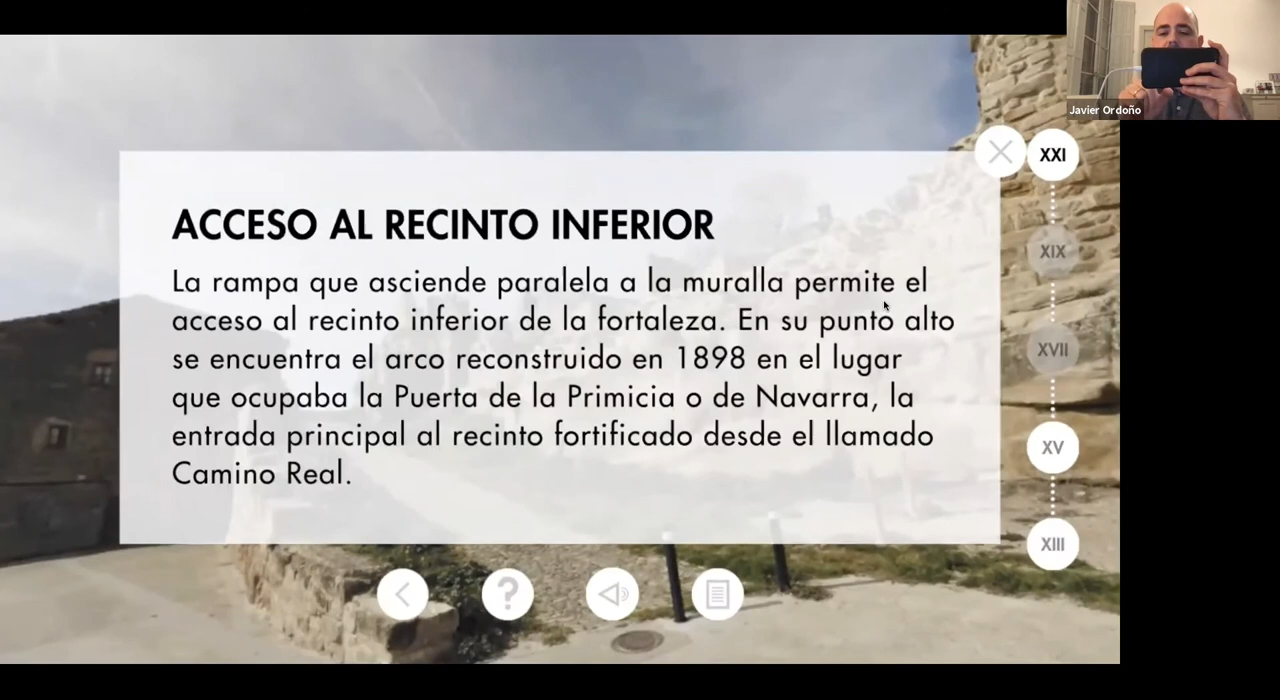 Javier Ordoño
XXI
ACCESO AL RECINTO INFERIOR
XIX
La rampa que asciende paralela a la muralla permite el
acceso al recinto inferior de la fortaleza. En su punto alto
se encuentra el arco reconstruido en 1898 en el lugar
XVII
que ocupaba la Puerta de la Primicia o de Navarra, la
entrada principal al recinto fortificado desde el llamado
XV
Camino Real.
XIII
?